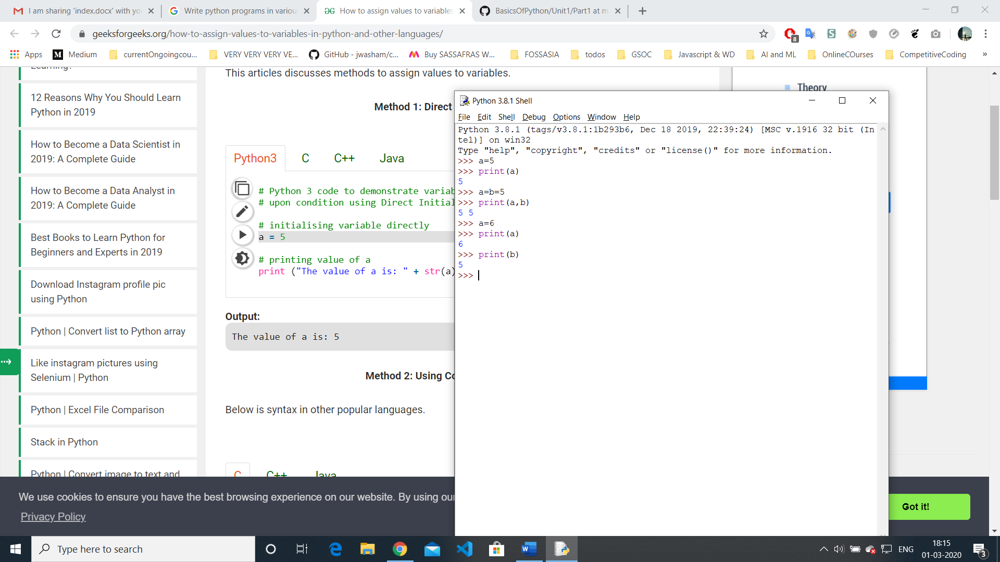 I am sharing 'index.docx' with yo
Write python programs in variou
How to assign values to variables
BasicsOfPython/Unit1/Part1 at m
geeksforgeeks.org/how-to-assign-values-to-variables-in-python-and-other-languages/
8
Apps
Medium
currentOngoingcou...
VERY VERY VERY VE...
GitHub - jwasham/c...
Buy SASSAFRAS W...
FOSSASIA
todos
GSOC
Javascript & WD
AI and ML
OnlineCOurses
CompetitiveCoding
»
Learning?
12 Reasons Why You Should Learn
Python in 2019
How to Become a Data Scientist in
2019: A Complete Guide
How to Become a Data Analyst in
2019: A Complete Guide
Best Books to Learn Python for
Beginners and Experts in 2019
Download Instagram profile pic
using Python
Python | Convert list to Python array
Like instagram pictures using
Selenium | Python
Python | Excel File Comparison
Stack in Python
Python | Convert image to text and
This articles discusses methods to assign values to variables.
Method 1: Direct
Python3 C C++ Java
# Python 3 code to demonstrate variab
# upon condition using Direct Initial
# initialising variable directly
a = 5
# printing value of a
print ("The value of a is: " + str(a)
Output:
The value of a is: 5
Method 2: Using Co
Below is syntax in other popular languages.
C C++ Java
Theory
Python 3.8.1 Shell
File Edit Shell Debug Options Window Help
Python 3.8.1 (tags/v3.8.1:1b293b6, Dec 18 2019, 22:39:24) [MSC v.1916 32 bit (In
tel)] on win32
Type "help", "copyright", "credits" or "license()" for more information.
>>> a=5
>>> print(a)
5
>>> a=b=5
>>> print(a,b)
5 5
>>> a=6
>>> print(a)
6
>>> print(b)
5
>>>
We use cookies to ensure you have the best browsing experience on our website. By using our
Privacy Policy
Got it!
Type here to search
ENG
18:15
01-03-2020
3